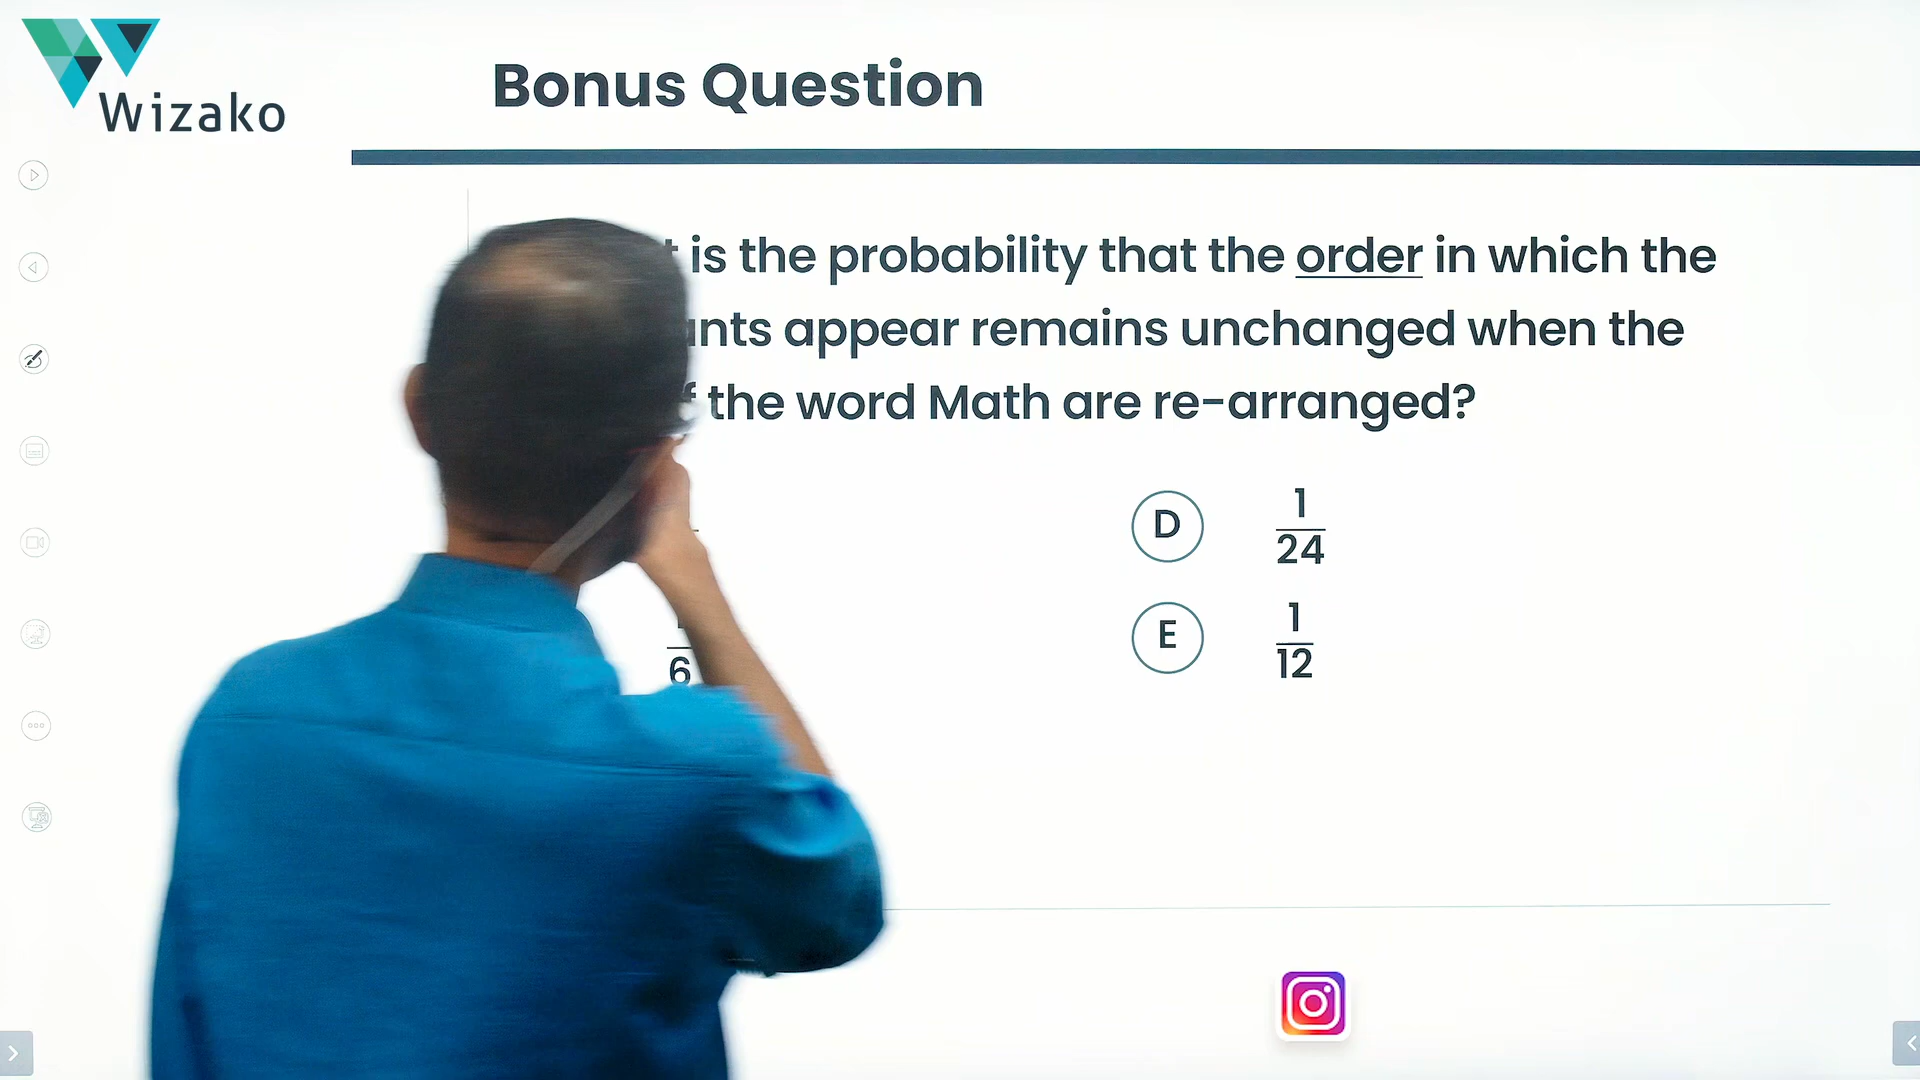 Wizako
Bonus Question
is the probability that the order in which the
appear remains unchanged when the
the word Math are re-arranged?
D
1
24
6
E
1
12